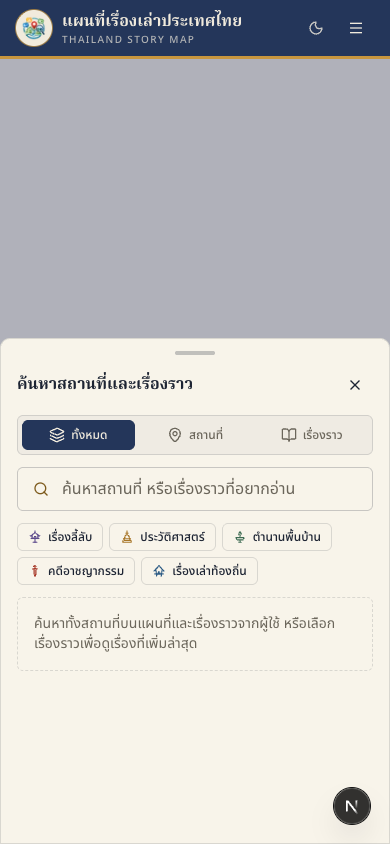 แผนที่เรื่องเล่าประเทศไทย
THAILAND STORY MAP
ค้นหาสถานที่และเรื่องราว
ทั้งหมด
สถานที่
เรื่องราว
ค้นหาสถานที่ หรือเรื่องราวที่อยากอ่าน
เรื่องลี้ลับ
ประวัติศาสตร์
ตำนานพื้นบ้าน
คดีอาชญากรรม
เรื่องเล่าท้องถิ่น
ค้นหาทั้งสถานที่บนแผนที่และเรื่องราวจากผู้ใช้ หรือเลือก
เรื่องราวเพื่อดูเรื่องที่เพิ่มล่าสุด
N